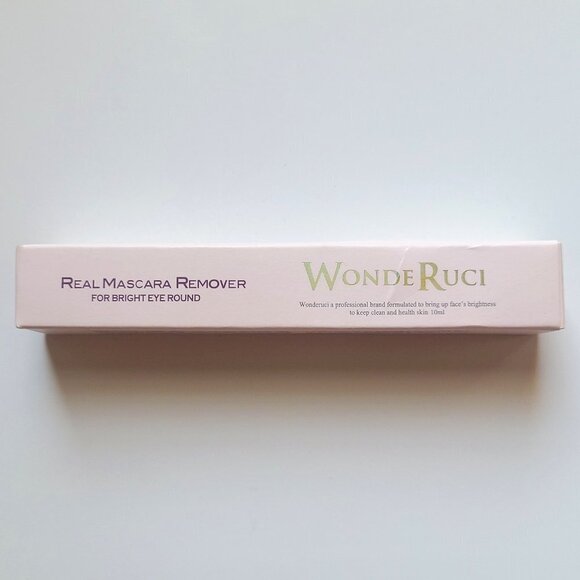 REAL MASCARA REMOVER
FOR BRIGHT EYE ROUND
WONDERUCI
Wonderuci a professional brand formulated to bring up face's brightness
to keep clean and health skin 10ml